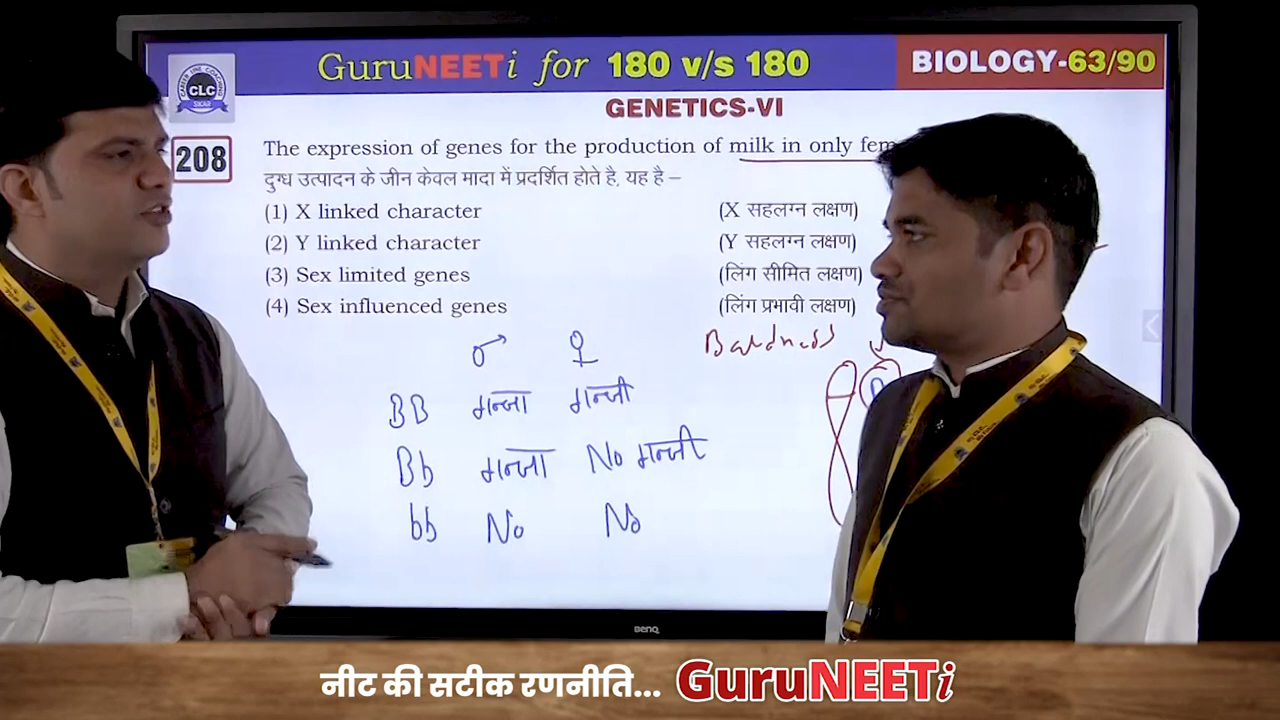 GuruNEETi for 180 v/s 180
BIOLOGY-63/90
CLC
SIKAR
GENETICS-VI
208
The expression of genes for the production of milk in only fem
दुग्ध उत्पादन के जीन केवल मादा में प्रदर्शित होते है, यह है –
(1) X linked character (X सहलग्न लक्षण)
(2) Y linked character (Y सहलग्न लक्षण)
(3) Sex limited genes (लिंग सीमित लक्षण)
(4) Sex influenced genes (लिंग प्रभावी लक्षण)
♂ ♀ Baldness
BB गन्जा गन्जी
Bb गन्जा No गन्जी
bb No No
BENQ
नीट की सटीक रणनीति... GuruNEETi